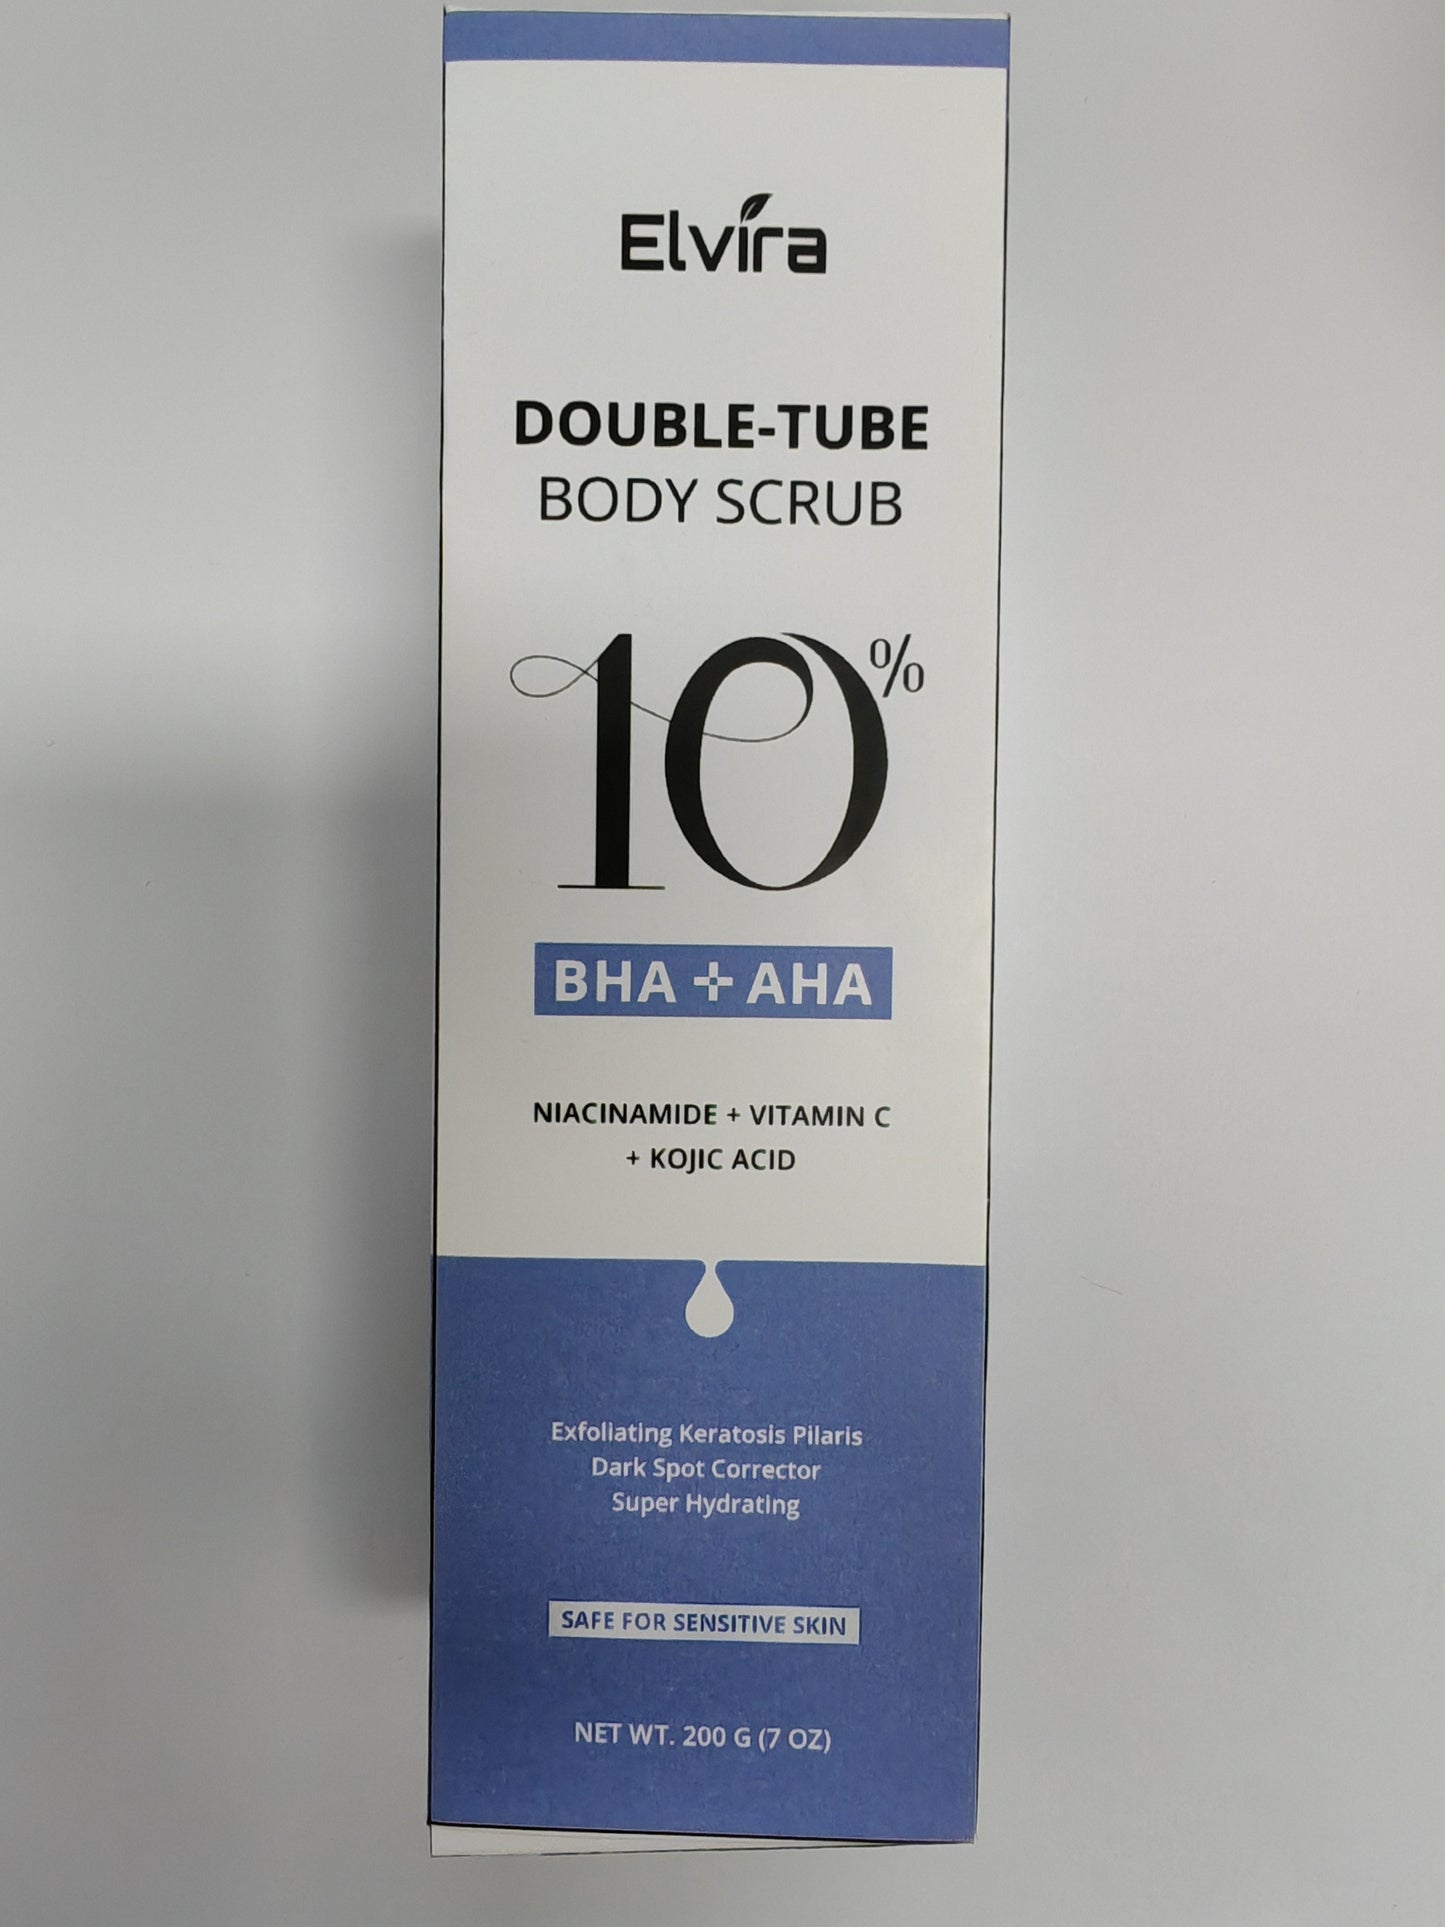 Elvira
DOUBLE-TUBE
BODY SCRUB
10%
BHA + AHA
NIACINAMIDE + VITAMIN C
+ KOJIC ACID
Exfoliating Keratosis Pilaris
Dark Spot Corrector
Super Hydrating
SAFE FOR SENSITIVE SKIN
NET WT. 200 G (7 OZ)